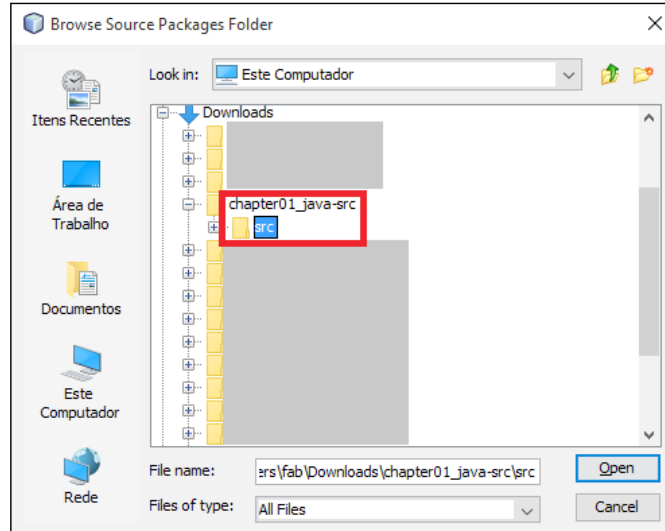 Browse Source Packages Folder
Look in: Este Computador
Itens Recentes
Área de
Trabalho
Documentos
Este
Computador
Rede
Downloads
chapter01_java-src
src
File name: ers\fab\Downloads\chapter01_java-src\src
Open
Files of type: All Files
Cancel